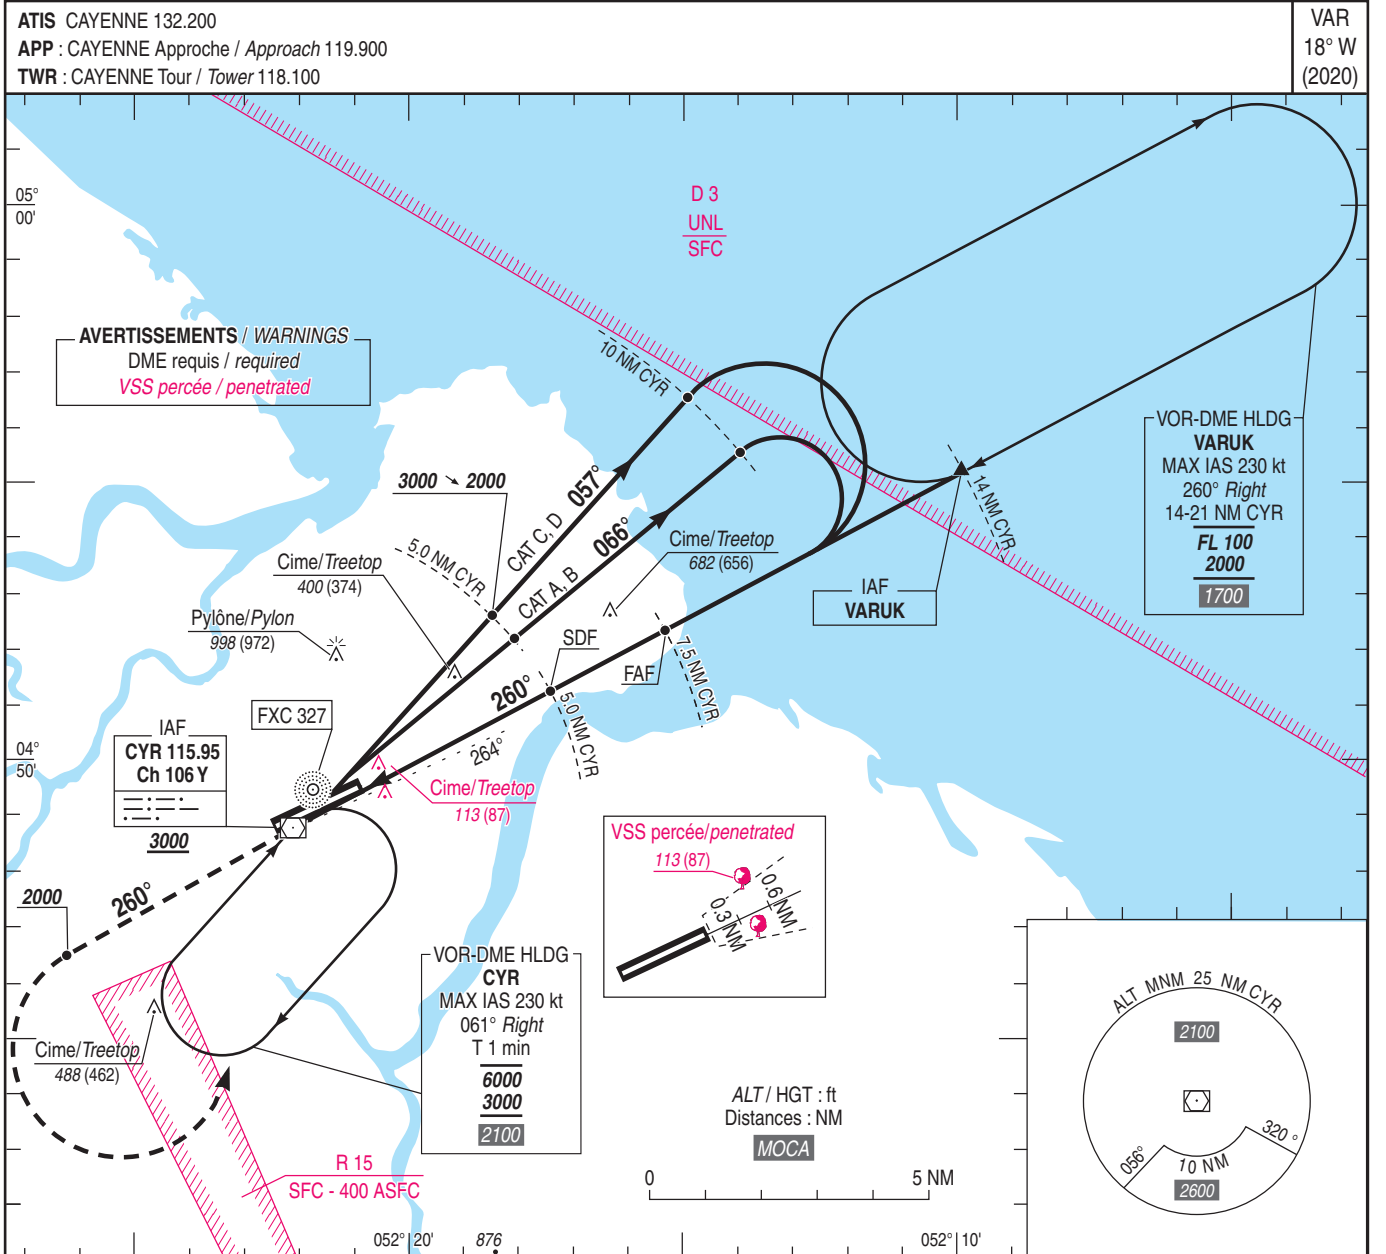 ATIS CAYENNE 132.200
APP : CAYENNE Approche / Approach 119.900
TWR : CAYENNE Tour / Tower 118.100
VAR
18° W
(2020)
05°
00'
D 3
UNL
SFC
AVERTISSEMENTS / WARNINGS
DME requis / required
VSS percée / penetrated
10 NM CYR
VOR-DME HLDG
VARUK
MAX IAS 230 kt
260° Right
14-21 NM CYR
FL 100
2000
1700
14 NM CYR
3000 ↘ 2000
057°
CAT C, D
066°
CAT A, B
5.0 NM CYR
Cime/Treetop
682 (656)
Cime/Treetop
400 (374)
IAF
VARUK
Pylône/Pylon
998 (972)
SDF
FAF
7.5 NM CYR
260°
5.0 NM CYR
264°
FXC 327
IAF
CYR 115.95
Ch 106 Y
3000
04°
50'
Cime/Treetop
113 (87)
VSS percée/penetrated
113 (87)
0.6 NM
0.3 NM
2000
260°
VOR-DME HLDG
CYR
MAX IAS 230 kt
061° Right
T 1 min
6000
3000
2100
Cime/Treetop
488 (462)
ALT MNM 25 NM CYR
2100
320 °
056°
10 NM
2600
ALT / HGT : ft
Distances : NM
MOCA
0
5 NM
R 15
SFC - 400 ASFC
052° 20'
876
052° 10'